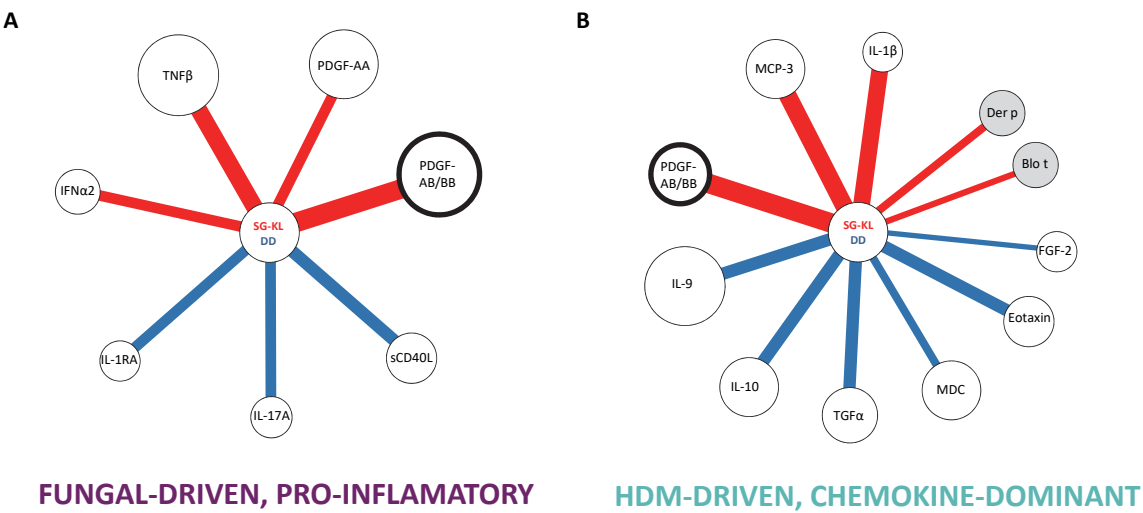 A
TNFβ
PDGF-AA
PDGF-
AB/BB
IFNα2
SG-KL
DD
IL-1RA
IL-17A
sCD40L
FUNGAL-DRIVEN, PRO-INFLAMATORY
B
MCP-3
IL-1β
Der p
Blo t
PDGF-
AB/BB
SG-KL
DD
FGF-2
IL-9
Eotaxin
IL-10
TGFα
MDC
HDM-DRIVEN, CHEMOKINE-DOMINANT